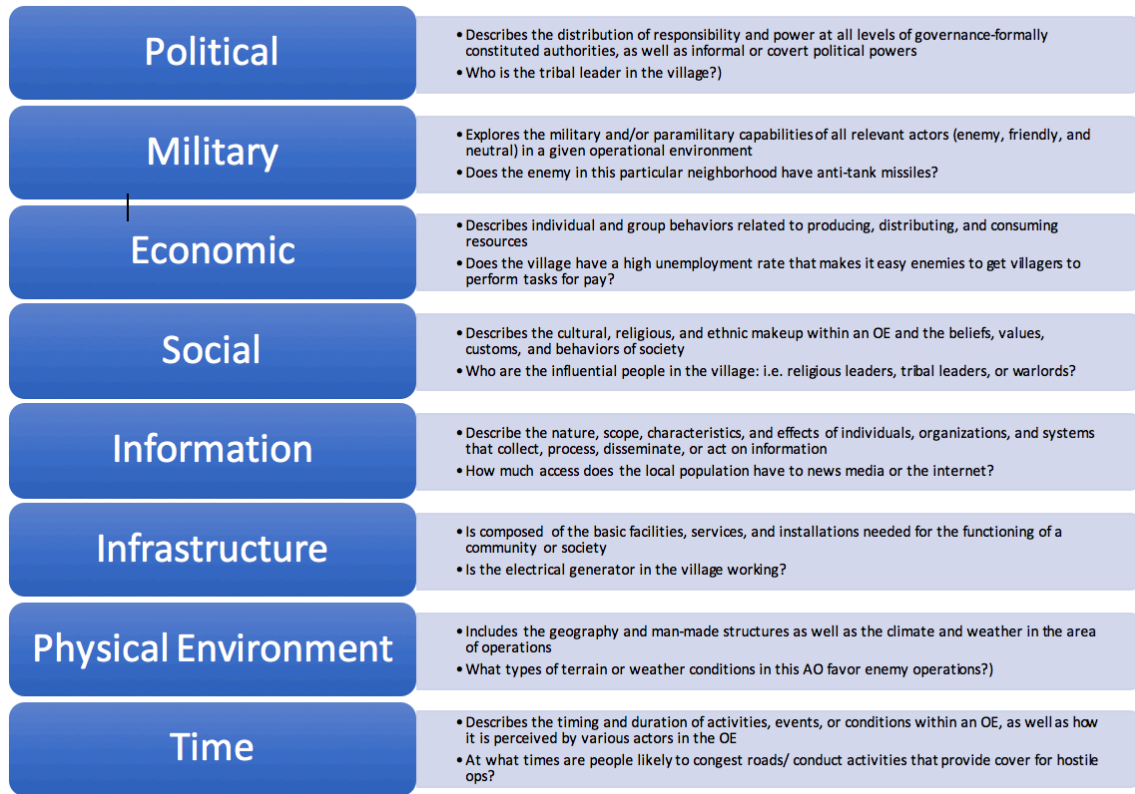 Political
• Describes the distribution of responsibility and power at all levels of governance-formally
constituted authorities, as well as informal or covert political powers
• Who is the tribal leader in the village?)
Military
• Explores the military and/or paramilitary capabilities of all relevant actors (enemy, friendly, and
neutral) in a given operational environment
• Does the enemy in this particular neighborhood have anti-tank missiles?
Economic
• Describes individual and group behaviors related to producing, distributing, and consuming
resources
• Does the village have a high unemployment rate that makes it easy enemies to get villagers to
perform tasks for pay?
Social
• Describes the cultural, religious, and ethnic makeup within an OE and the beliefs, values,
customs, and behaviors of society
• Who are the influential people in the village: i.e. religious leaders, tribal leaders, or warlords?
Information
• Describe the nature, scope, characteristics, and effects of individuals, organizations, and systems
that collect, process, disseminate, or act on information
• How much access does the local population have to news media or the internet?
Infrastructure
• Is composed of the basic facilities, services, and installations needed for the functioning of a
community or society
• Is the electrical generator in the village working?
Physical Environment
• Includes the geography and man-made structures as well as the climate and weather in the area
of operations
• What types of terrain or weather conditions in this AO favor enemy operations?)
Time
• Describes the timing and duration of activities, events, or conditions within an OE, as well as how
it is perceived by various actors in the OE
• At what times are people likely to congest roads/ conduct activities that provide cover for hostile
ops?